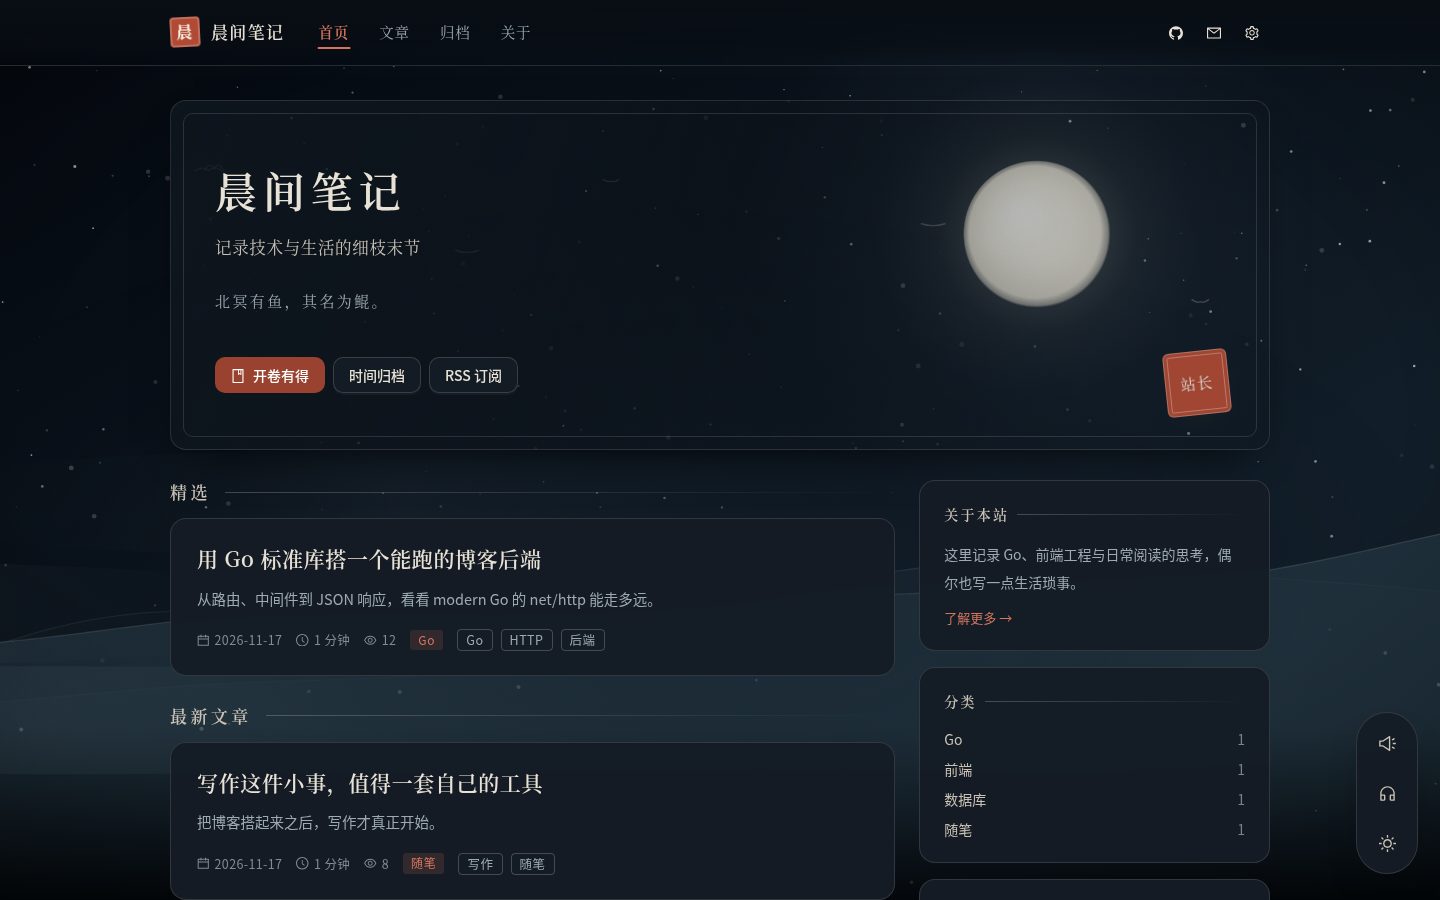 晨 晨间笔记 首页 文章 归档 关于
晨间笔记
记录技术与生活的细枝末节
北冥有鱼，其名为鲲。
开卷有得 时间归档 RSS 订阅
站长
精选
用 Go 标准库搭一个能跑的博客后端
从路由、中间件到 JSON 响应，看看 modern Go 的 net/http 能走多远。
2026-11-17 1 分钟 12 Go Go HTTP 后端
最新文章
写作这件小事，值得一套自己的工具
把博客搭起来之后，写作才真正开始。
2026-11-17 1 分钟 8 随笔 写作 随笔
关于本站
这里记录 Go、前端工程与日常阅读的思考，偶
尔也写一点生活琐事。
了解更多 →
分类
Go 1
前端 1
数据库 1
随笔 1